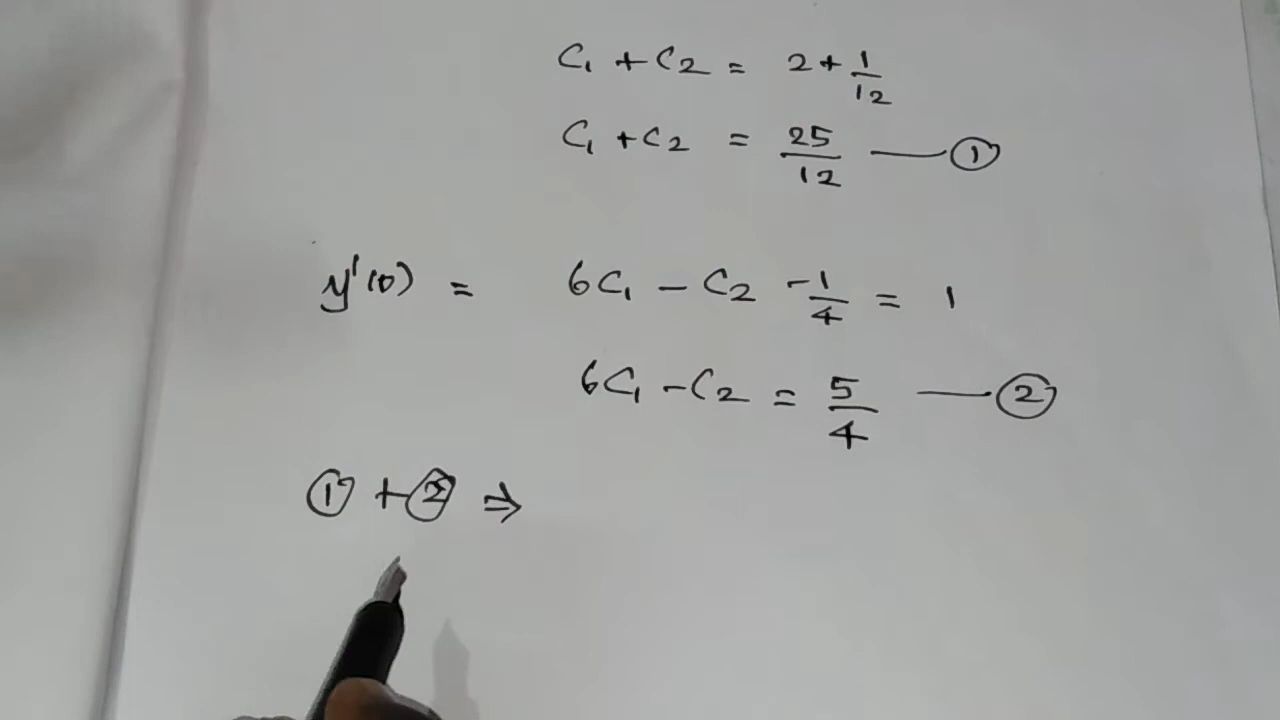 C₁ + C₂ = 2 + 1/12
C₁ + C₂ = 25/12 — ①
y'(0) = 6C₁ - C₂ - 1/4 = 1
6C₁ - C₂ = 5/4 — ②
① + ② ⇒